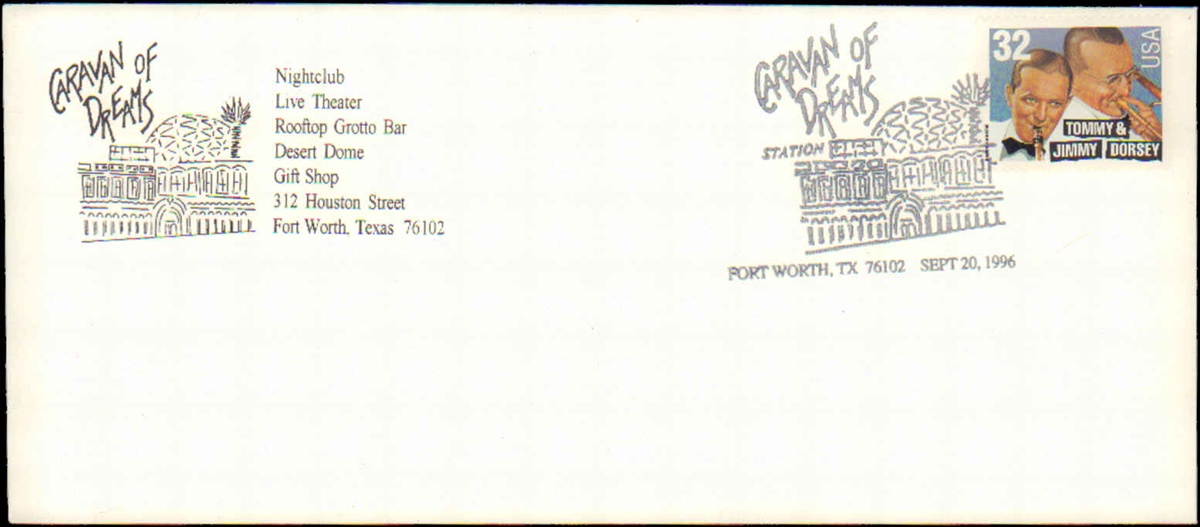 CARAVAN OF
DREAMS
Nightclub
Live Theater
Rooftop Grotto Bar
Desert Dome
Gift Shop
312 Houston Street
Fort Worth, Texas 76102
CARAVAN OF
DREAMS
STATION
FORT WORTH, TX 76102 SEPT 20, 1996
32
USA
TOMMY &
JIMMY DORSEY